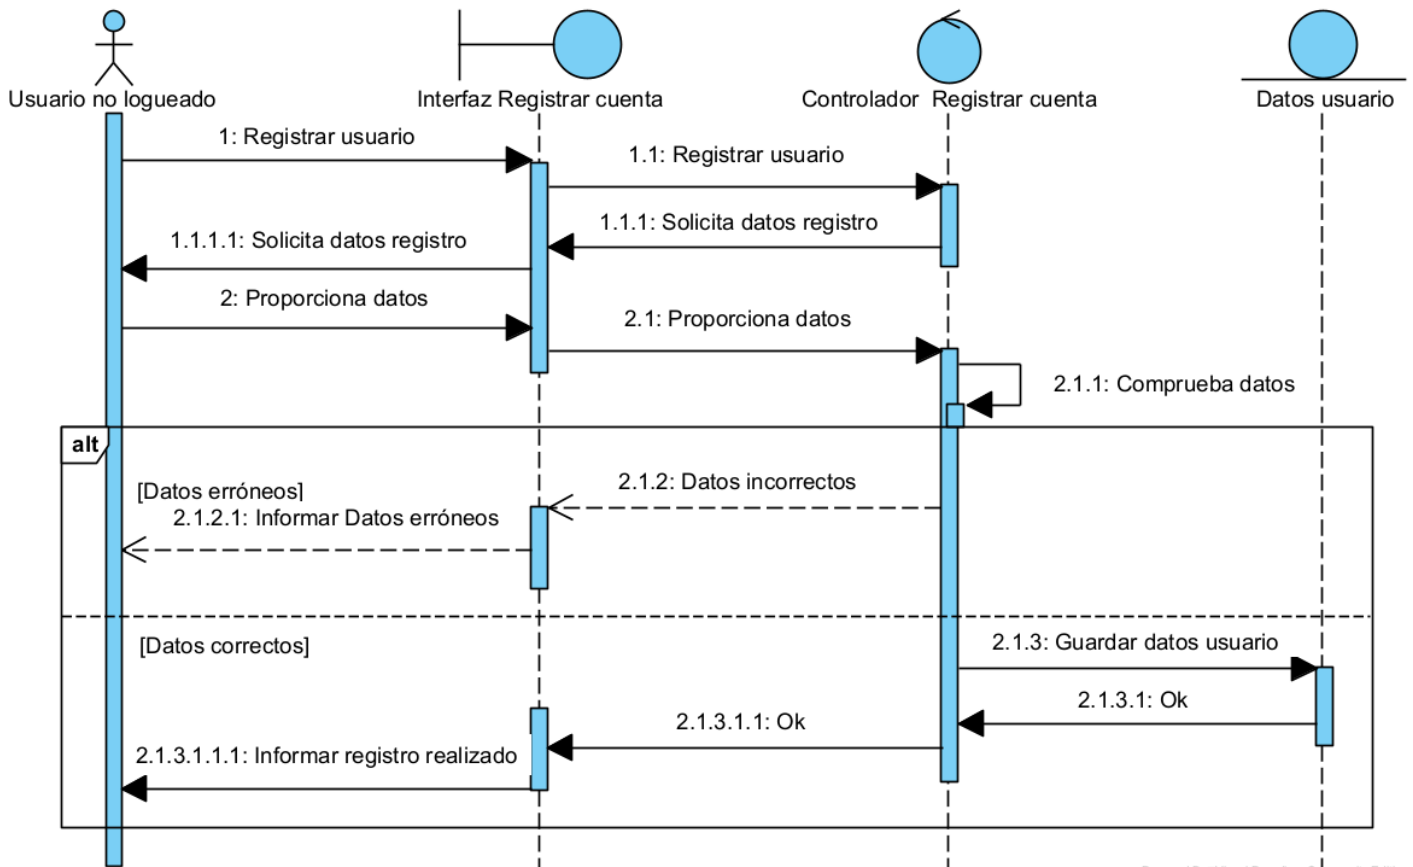 Usuario no logueado
Interfaz Registrar cuenta
Controlador Registrar cuenta
Datos usuario
1: Registrar usuario
1.1: Registrar usuario
1.1.1: Solicita datos registro
1.1.1.1: Solicita datos registro
2: Proporciona datos
2.1: Proporciona datos
2.1.1: Comprueba datos
alt
[Datos erróneos]
2.1.2: Datos incorrectos
2.1.2.1: Informar Datos erróneos
[Datos correctos]
2.1.3: Guardar datos usuario
2.1.3.1: Ok
2.1.3.1.1: Ok
2.1.3.1.1.1: Informar registro realizado